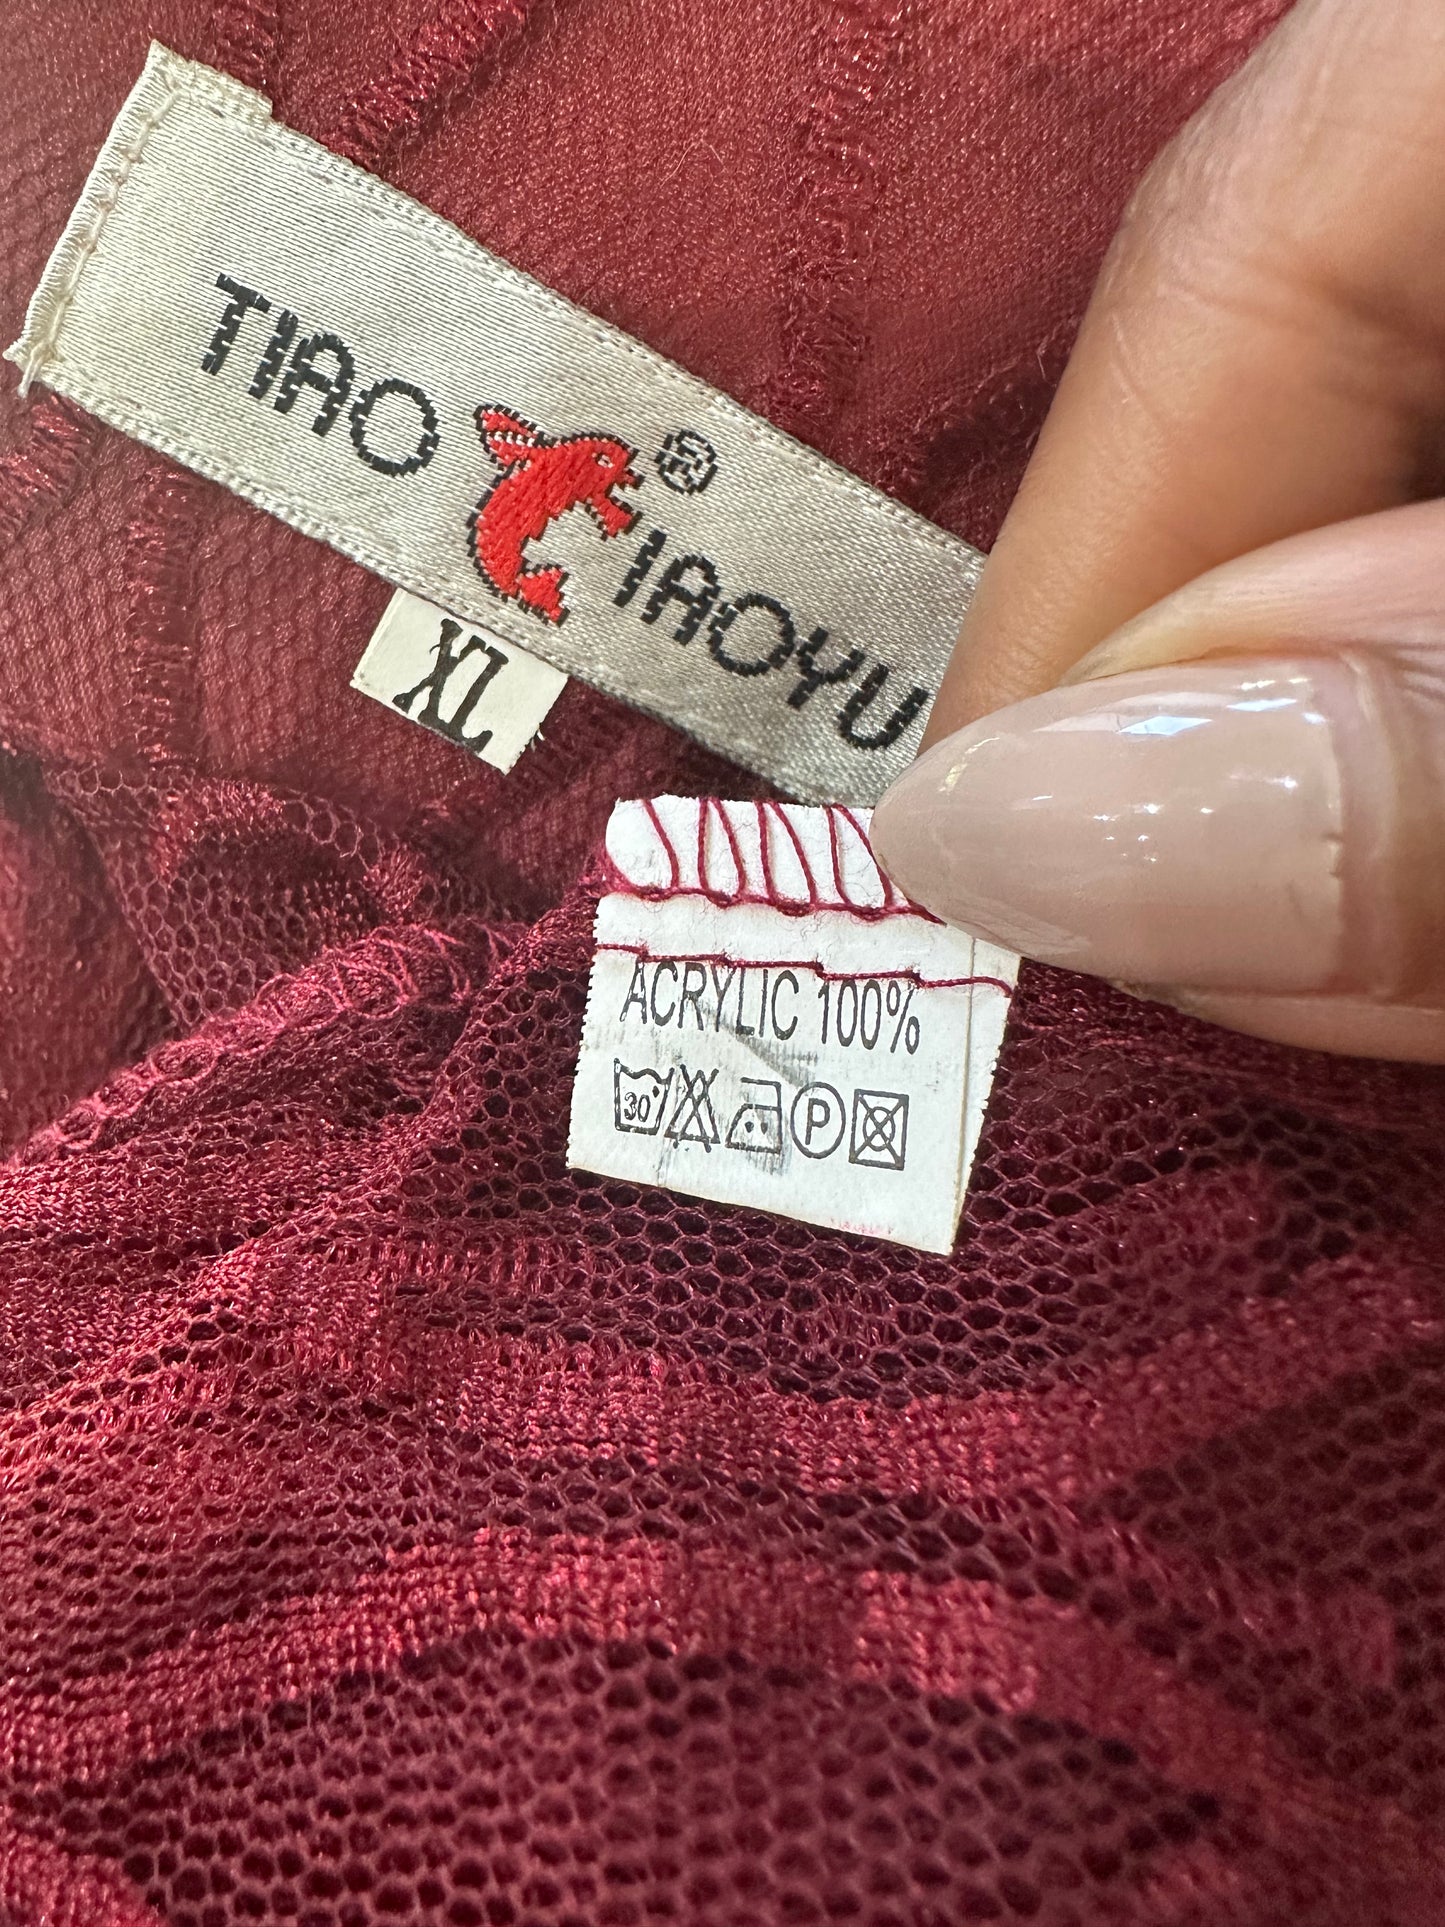 TIAO ® IAOYU
XL
ACRYLIC 100%
30° P